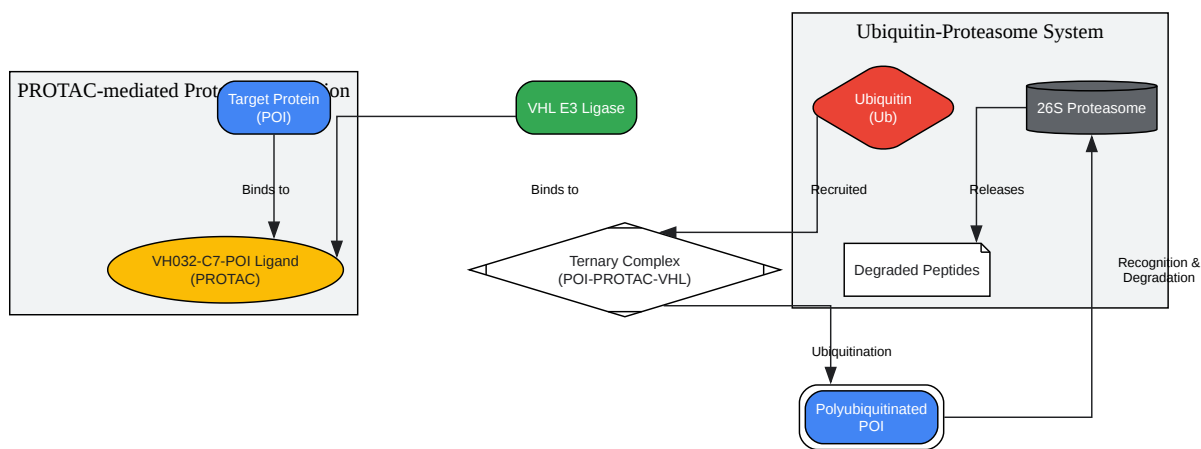 Ubiquitin-Proteasome System
PROTAC-mediated
Target Protein
(POI)
VHL E3 Ligase
Ubiquitin
(Ub)
26S Proteasome
Binds to
Binds to
Recruited
Releases
VH032-C7-POI Ligand
(PROTAC)
Ternary Complex
(POI-PROTAC-VHL)
Degraded Peptides
Recognition &
Degradation
Ubiquitination
Polyubiquitinated
POI